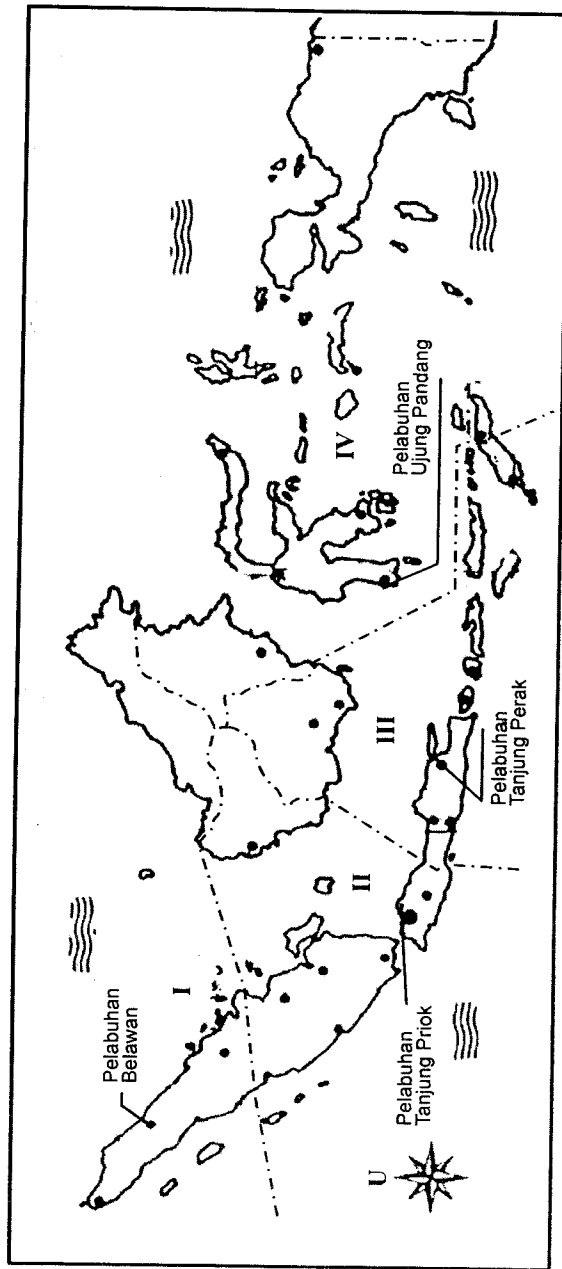 Pelabuhan
Belawan
I
II
III
IV
Pelabuhan
Ujung Pandang
Pelabuhan
Tanjung Perak
Pelabuhan
Tanjung Priok
U